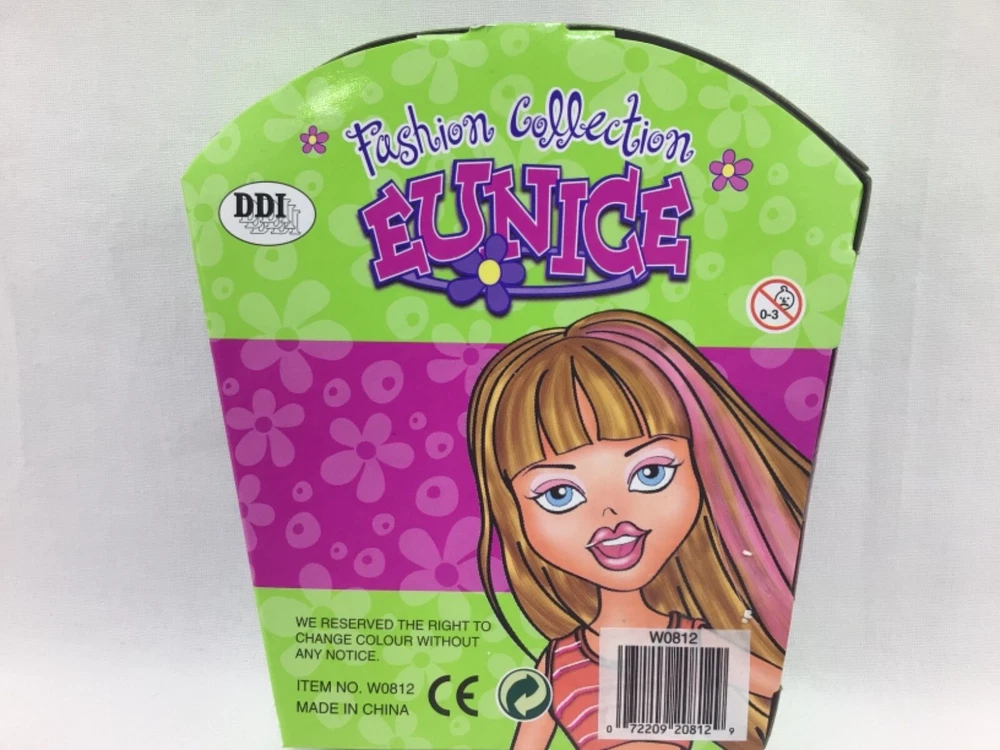 Fashion Collection
EUNICE
DDI
0-3
WE RESERVED THE RIGHT TO
CHANGE COLOUR WITHOUT
ANY NOTICE.
ITEM NO. W0812
MADE IN CHINA
CE
W0812
0 72209 20812 9